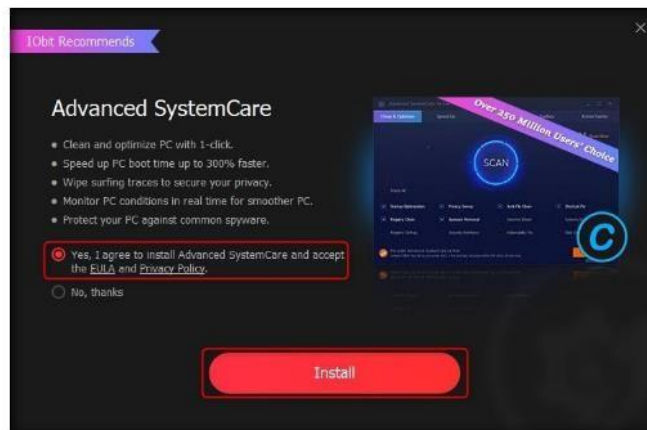 IObit Recommends
Advanced SystemCare
Clean and optimize PC with 1-click.
Speed up PC boot time up to 300% faster.
Wipe surfing traces to secure your privacy.
Monitor PC conditions in real time for smoother PC.
Protect your PC against common spyware.
Yes, I agree to install Advanced SystemCare and accept
the EULA and Privacy Policy.
No, thanks
Over 250 Million Users' Choice
SCAN
C
Install